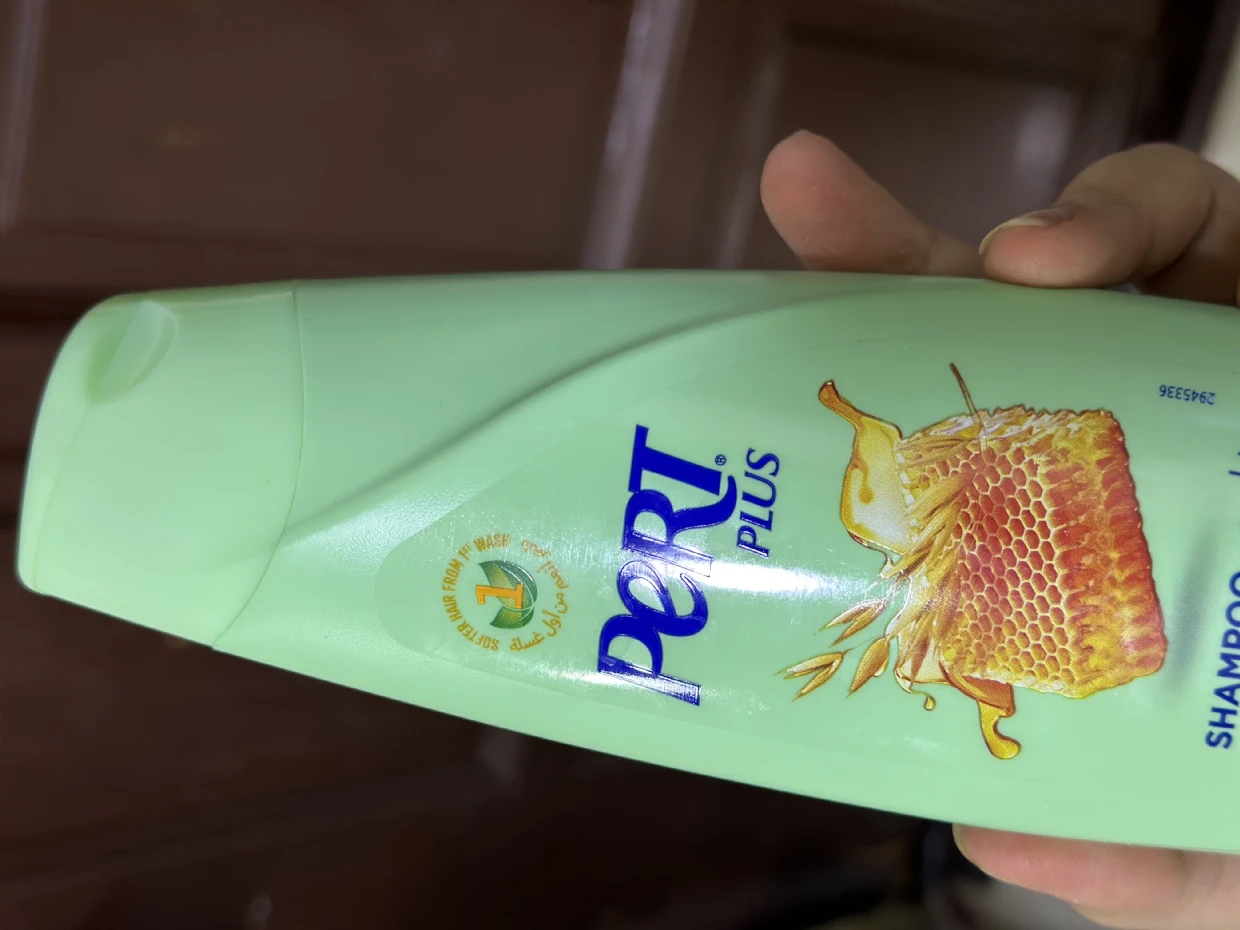 SOFTER HAIR FROM 1ST WASH
1
شعر أنعم من أول غسلة
PERT®
PLUS
2945336
SHAMPOO